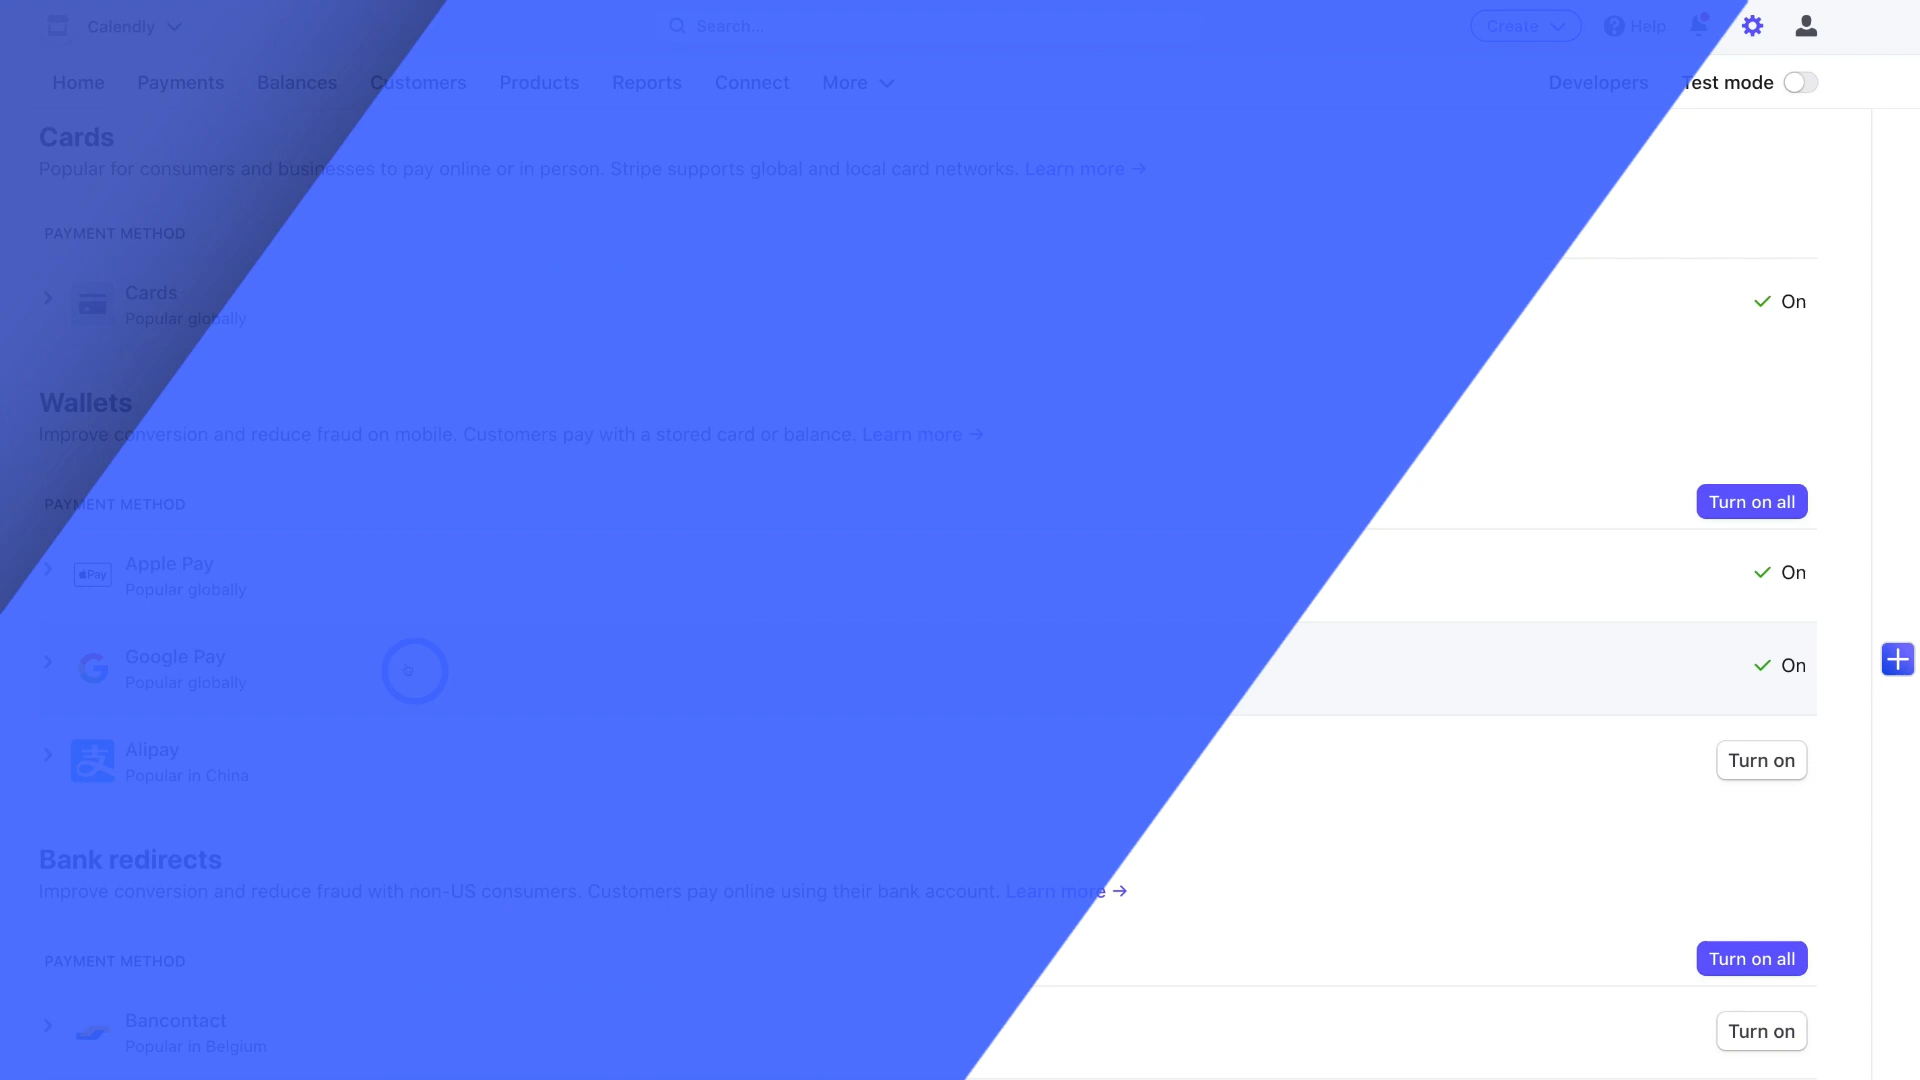 Calendly
Search...
Create
Help
Home Payments Balances Customers Products Reports Connect More
Developers Test mode
Cards
Popular for consumers and businesses to pay online or in person. Stripe supports global and local card networks. Learn more →
PAYMENT METHOD
Cards
Popular globally
On
Wallets
Improve conversion and reduce fraud on mobile. Customers pay with a stored card or balance. Learn more →
PAYMENT METHOD
Turn on all
Pay
Apple Pay
Popular globally
On
Google Pay
Popular globally
On
支
Alipay
Popular in China
Turn on
Bank redirects
Improve conversion and reduce fraud with non-US consumers. Customers pay online using their bank account. Learn more →
PAYMENT METHOD
Turn on all
Bancontact
Popular in Belgium
Turn on